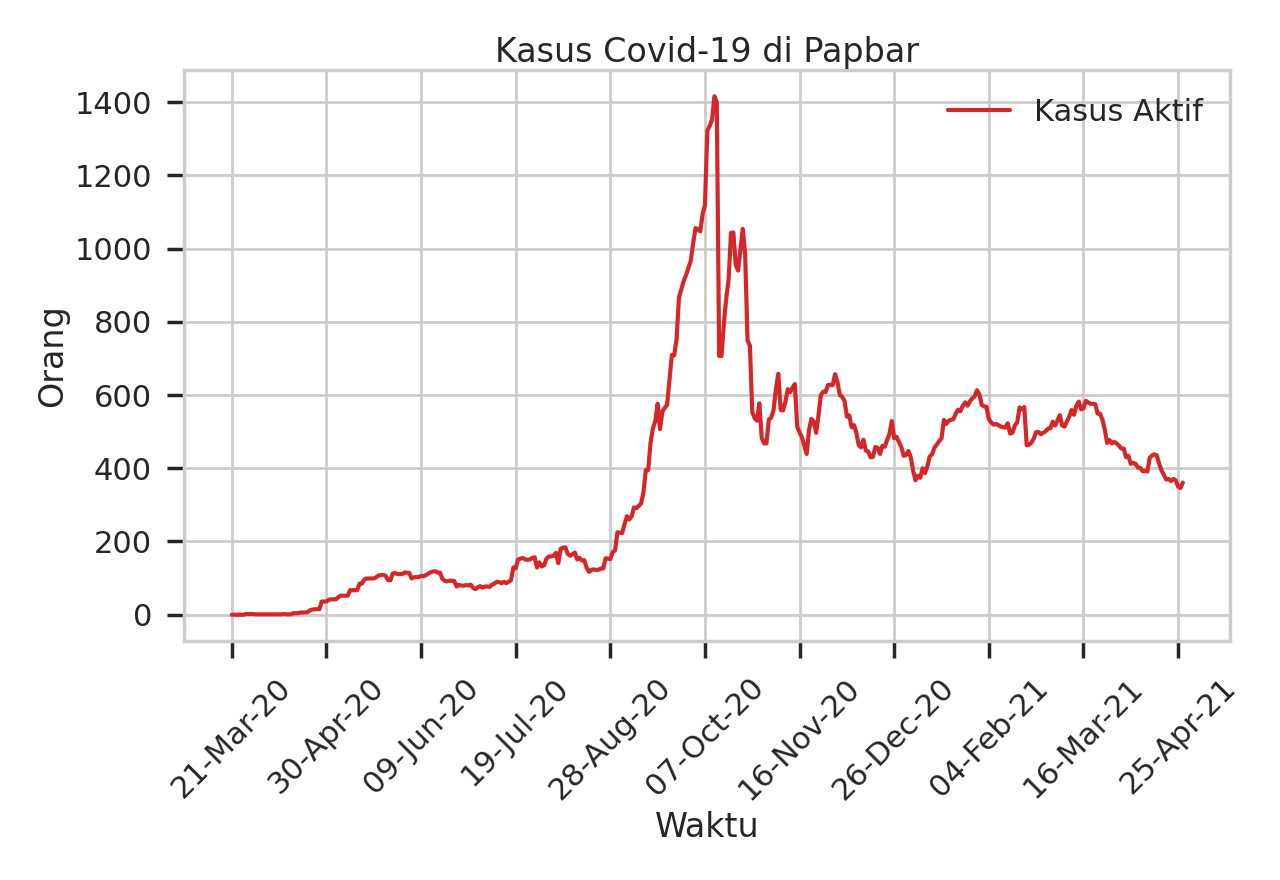 Kasus Covid-19 di Papbar
Kasus Aktif
1400
1200
1000
800
600
400
200
0
Orang
21-Mar-20
30-Apr-20
09-Jun-20
19-Jul-20
28-Aug-20
07-Oct-20
16-Nov-20
26-Dec-20
04-Feb-21
16-Mar-21
25-Apr-21
Waktu